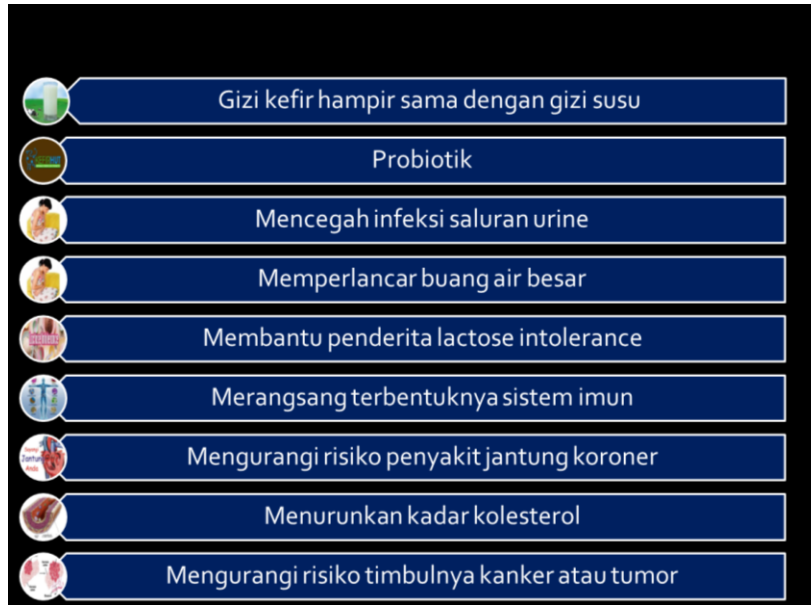 Gizi kefir hampir sama dengan gizi susu
Probiotik
Mencegah infeksi saluran urine
Memperlancar buang air besar
Membantu penderita lactose intolerance
Merangsang terbentuknya sistem imun
Mengurangi risiko penyakit jantung koroner
Menurunkan kadar kolesterol
Mengurangi risiko timbulnya kanker atau tumor